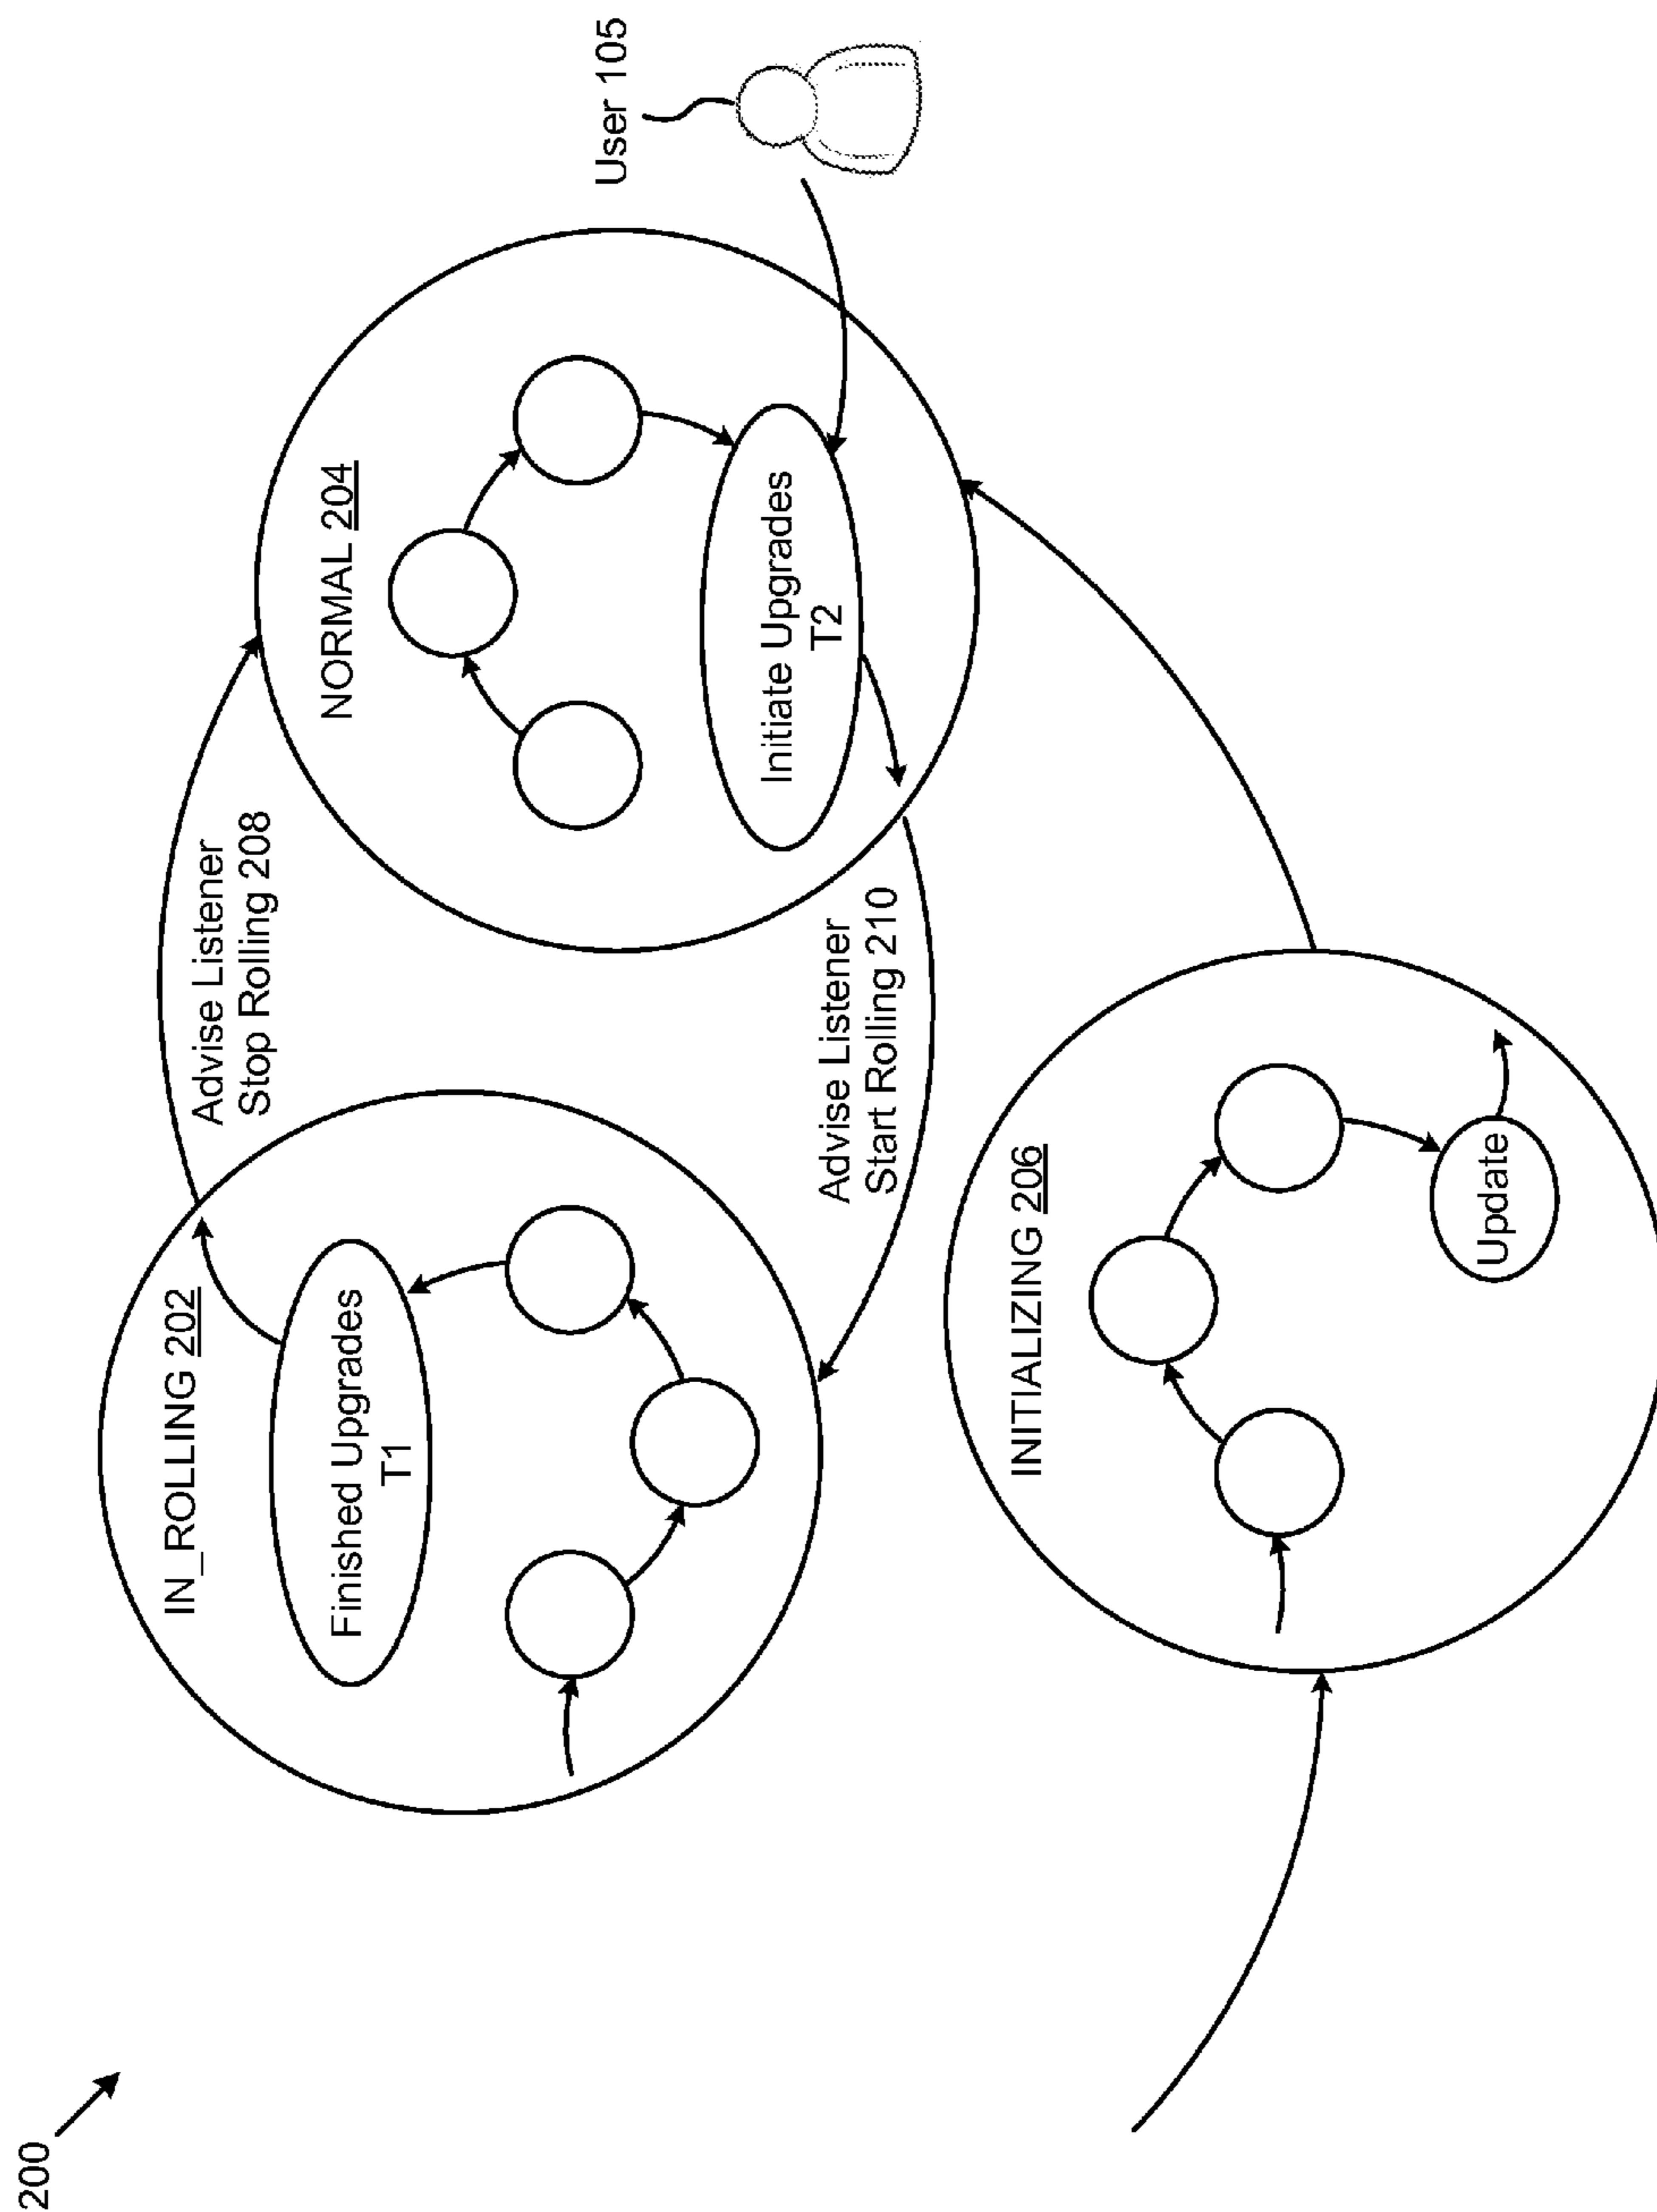 200
IN_ROLLING 202
Finished Upgrades
T1
Advise Listener
Stop Rolling 208
NORMAL 204
Initiate Upgrades
T2
User 105
Advise Listener
Start Rolling 210
INITIALIZING 206
Update